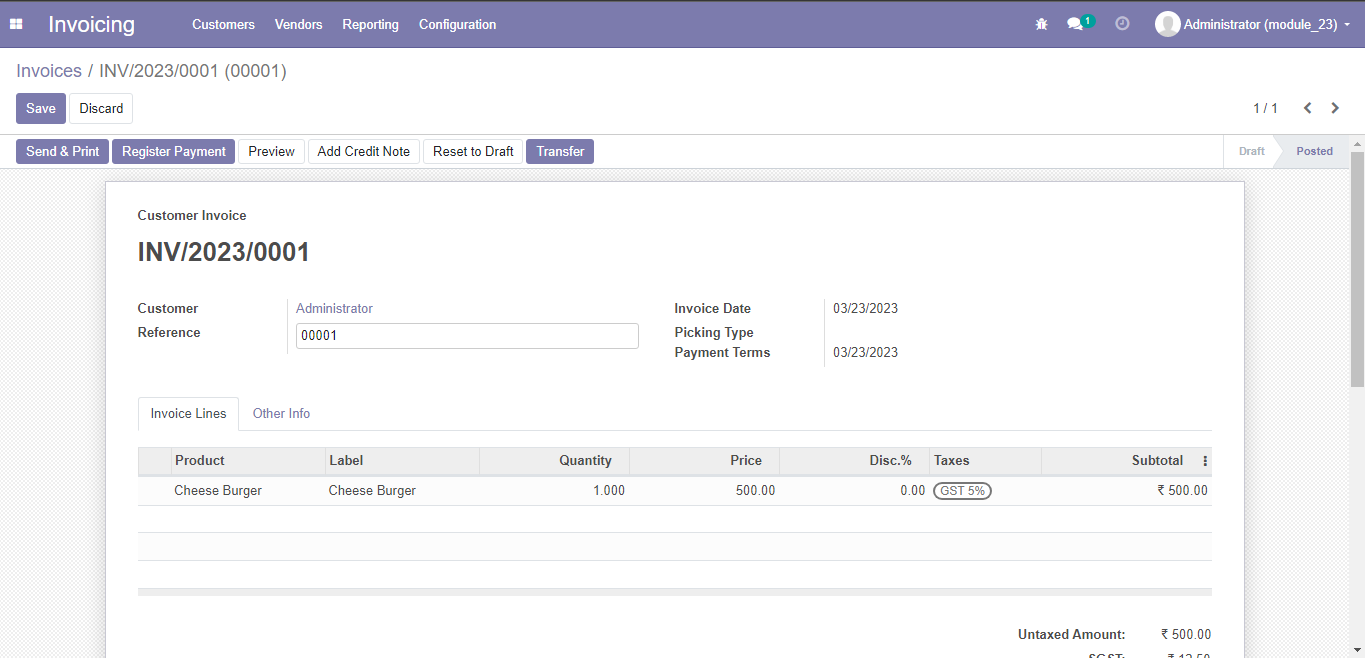 Invoicing Customers Vendors Reporting Configuration 1 Administrator (module_23)
Invoices / INV/2023/0001 (00001)
Save Discard 1 / 1
Send & Print Register Payment Preview Add Credit Note Reset to Draft Transfer Draft Posted
Customer Invoice
INV/2023/0001
Customer Administrator Invoice Date 03/23/2023
Reference 00001 Picking Type
Payment Terms 03/23/2023
Invoice Lines Other Info
Product Label Quantity Price Disc.% Taxes Subtotal
Cheese Burger Cheese Burger 1.000 500.00 0.00 GST 5% ₹ 500.00
Untaxed Amount: ₹ 500.00
SGST: ₹ 12.50